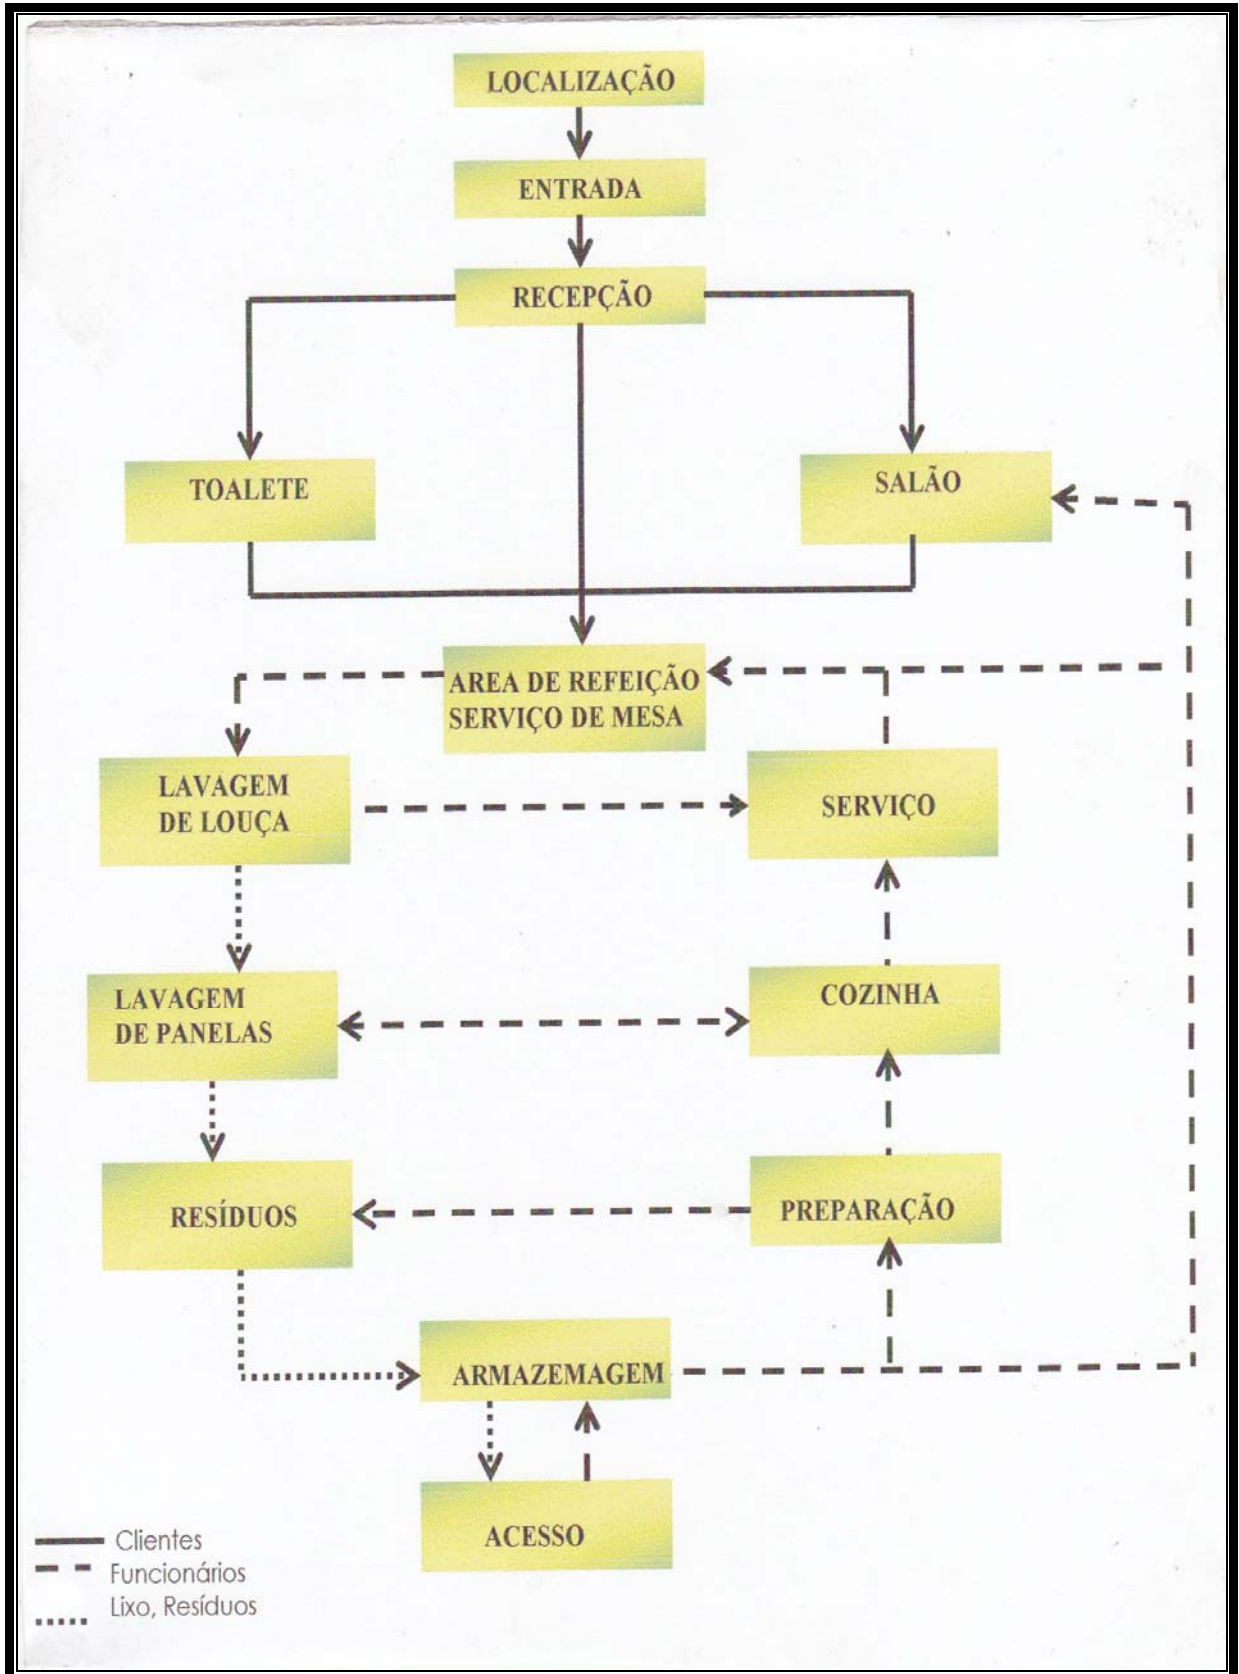 LOCALIZAÇÃO
ENTRADA
RECEPÇÃO
TOALETE
SALÃO
AREA DE REFEIÇÃO
SERVIÇO DE MESA
LAVAGEM
DE LOUÇA
SERVIÇO
LAVAGEM
DE PANELAS
COZINHA
RESÍDUOS
PREPARAÇÃO
ARMAZEMAGEM
ACESSO
Clientes
Funcionários
Lixo, Resíduos